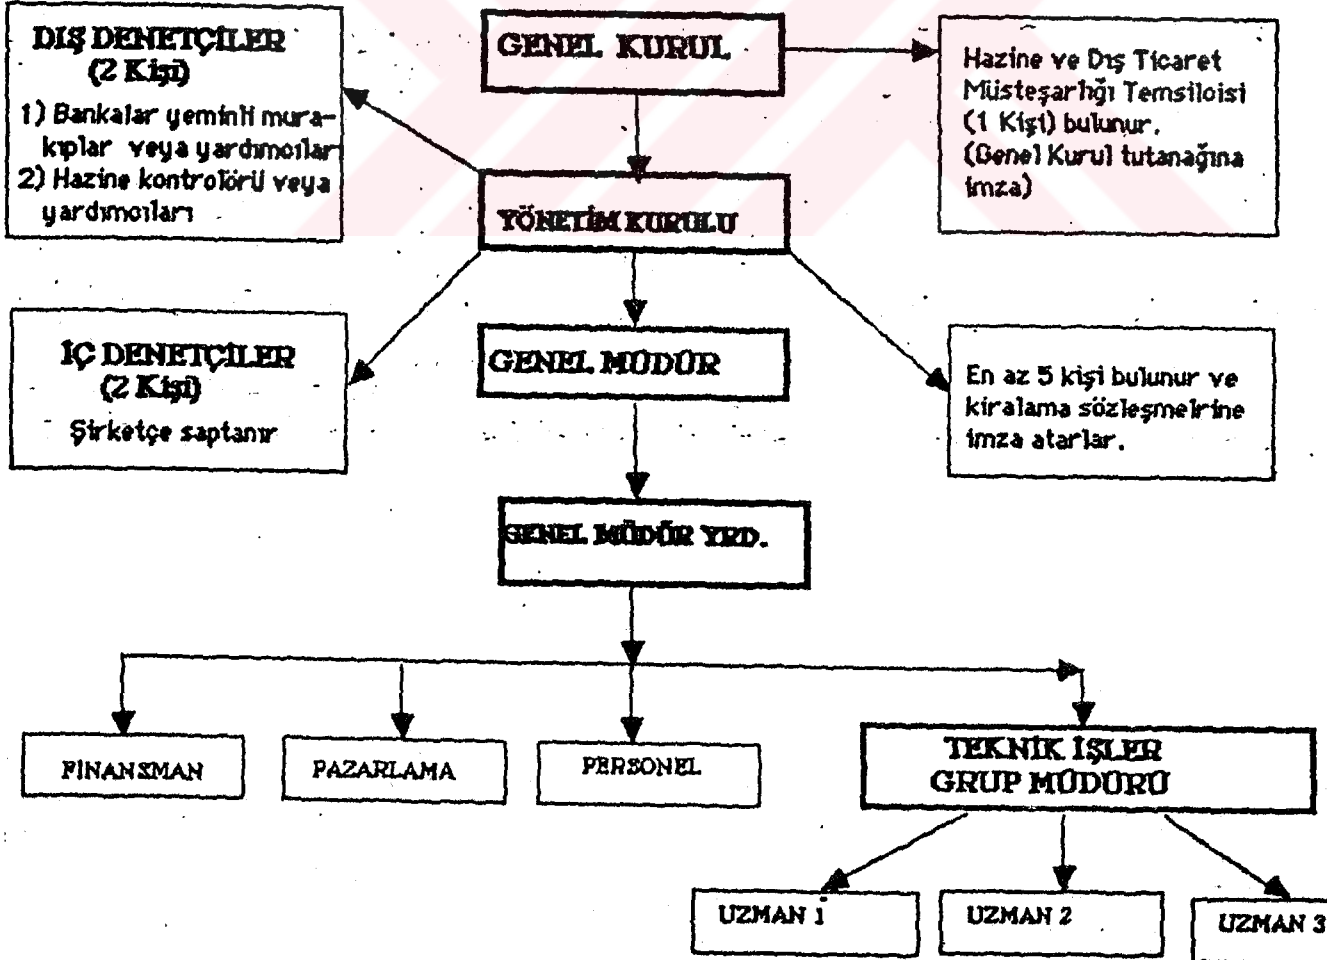 DIŞ DENETÇİLER
(2 Kişi)
1) Bankalar yeminli mura-
kıplar veya yardımcılar
2) Hazine kontrolörü veya
yardımcıları
GENEL KURUL
Hazine ve Dış Ticaret
Müsteşarlığı Temsilcisi
(1 Kişi) bulunur.
(Genel Kurul tutanağına
imza)
YÖNETİM KURULU
İÇ DENETÇİLER
(2 Kişi)
Şirketçe saptanır
GENEL MÜDÜR
En az 5 kişi bulunur ve
kiralama sözleşmelrine
imza atarlar.
GENEL MÜDÜR YRD.
FİNANSMAN
PAZARLAMA
PERSONEL
TEKNİK İŞLER
GRUP MÜDÜRÜ
UZMAN 1
UZMAN 2
UZMAN 3